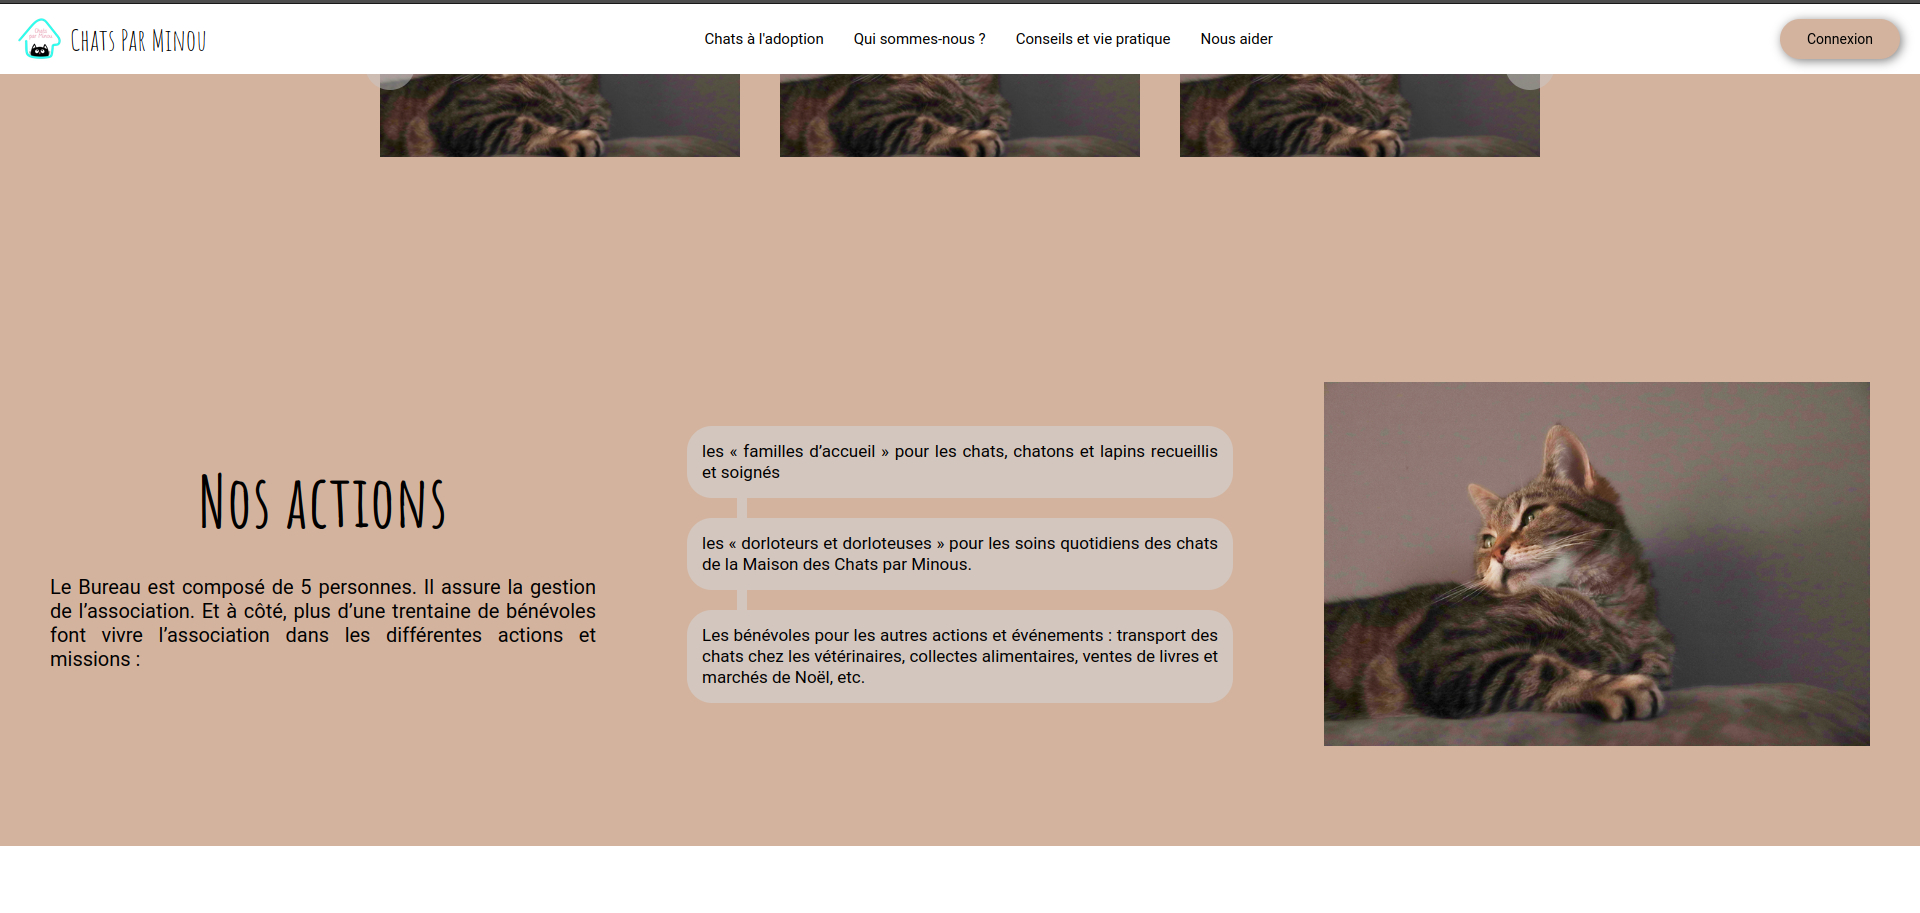 Chats Par Minou
Chats à l'adoption
Qui sommes-nous ?
Conseils et vie pratique
Nous aider
Connexion
Nos actions
Le Bureau est composé de 5 personnes. Il assure la gestion
de l’association. Et à côté, plus d’une trentaine de bénévoles
font vivre l’association dans les différentes actions et
missions :
les « familles d’accueil » pour les chats, chatons et lapins recueillis
et soignés
les « dorloteurs et dorloteuses » pour les soins quotidiens des chats
de la Maison des Chats par Minous.
Les bénévoles pour les autres actions et événements : transport des
chats chez les vétérinaires, collectes alimentaires, ventes de livres et
marchés de Noël, etc.